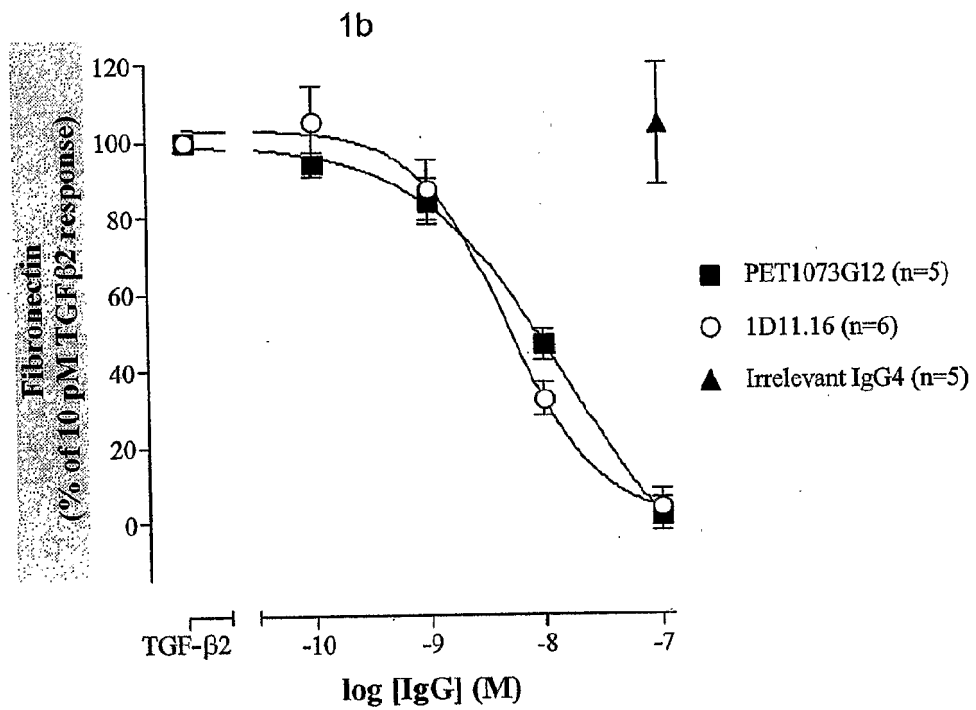 1b
Fibronectin
(% of 10 pM TGFβ2 response)
120
100
80
60
40
20
0
PET1073G12 (n=5)
1D11.16 (n=6)
Irrelevant IgG4 (n=5)
TGF-β2 -10 -9 -8 -7
log [IgG] (M)